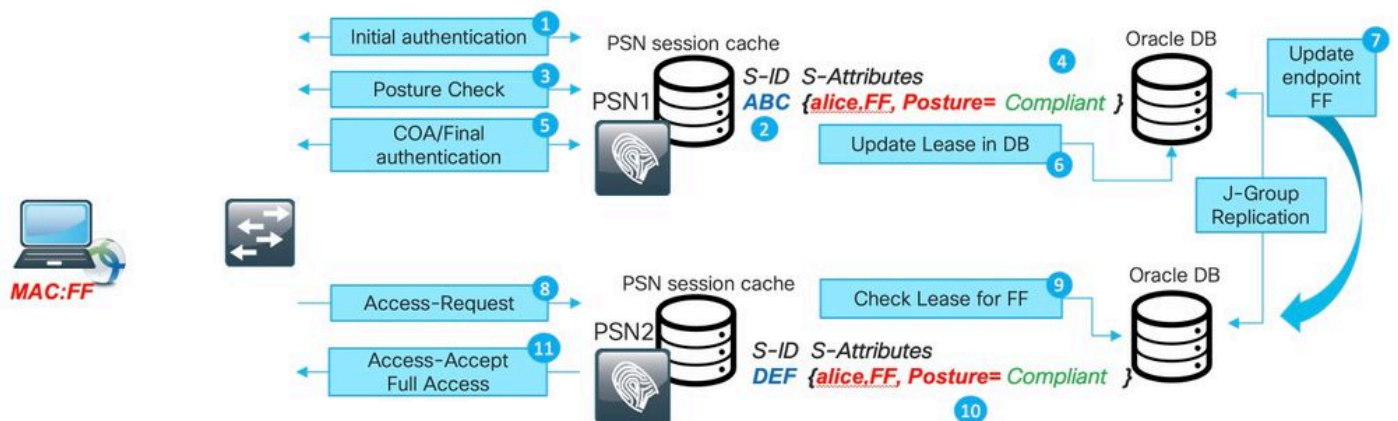 1
Initial authentication
PSN session cache
Oracle DB
7
Update
endpoint
FF
3
Posture Check
PSN1
S-ID S-Attributes
4
ABC {alice.FF, Posture= Compliant }
2
5
COA/Final
authentication
Update Lease in DB
6
J-Group
Replication
MAC:FF
8
Access-Request
PSN session cache
9
Check Lease for FF
Oracle DB
PSN2
11
Access-Accept
Full Access
S-ID S-Attributes
DEF {alice.FF, Posture= Compliant }
10